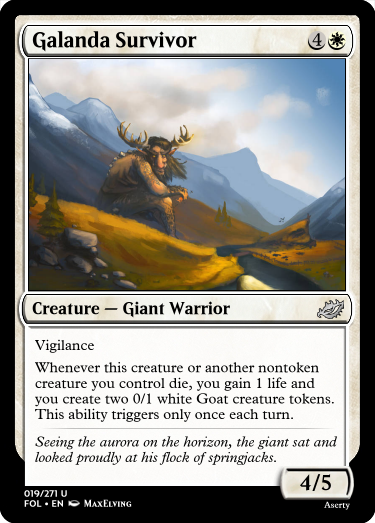 Galanda Survivor 4
Creature — Giant Warrior
Vigilance
Whenever this creature or another nontoken
creature you control die, you gain 1 life and
you create two 0/1 white Goat creature tokens.
This ability triggers only once each turn.
Seeing the aurora on the horizon, the giant sat and
looked proudly at his flock of springjacks.
4/5
019/271 U
FOL • EN MaxElving
Aserty